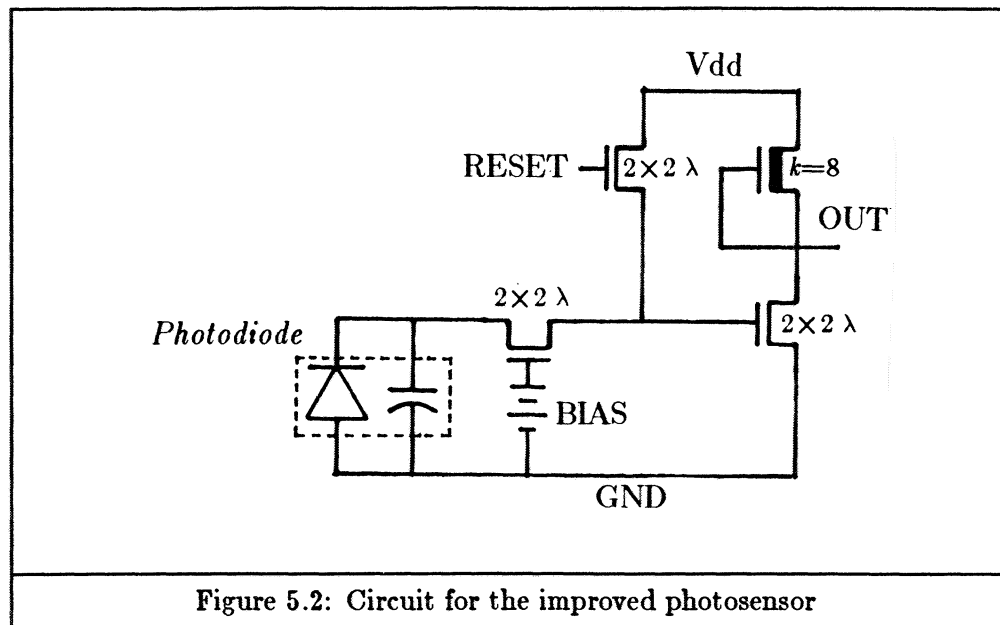 Vdd
RESET
2×2 λ
k=8
OUT
2×2 λ
2×2 λ
Photodiode
BIAS
GND
Figure 5.2: Circuit for the improved photosensor